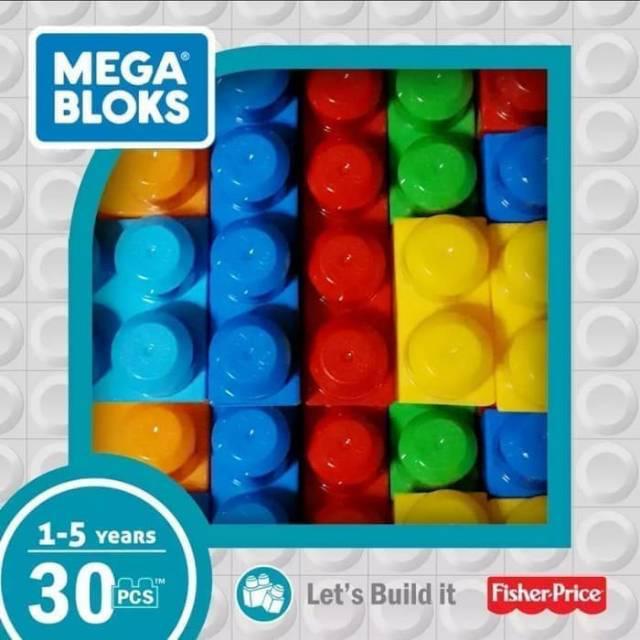 MEGA®
BLOKS
1-5 YEARS
30 PCS™
Let's Build it
Fisher-Price